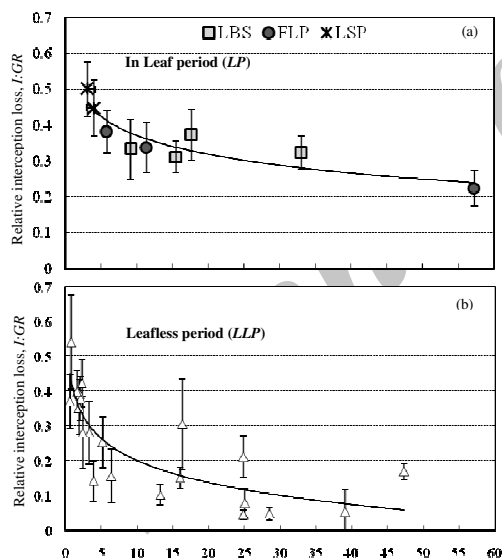 0.7
LBS FLP LSP (a)
0.6
In Leaf period (LP)
0.5
0.4
0.3
0.2
0.1
0
Relative interception loss, I:GR
0.7
(b)
0.6
Leafless period (LLP)
0.5
0.4
0.3
0.2
0.1
0
Relative interception loss, I:GR
0 5 10 15 20 25 30 35 40 45 50 55 60